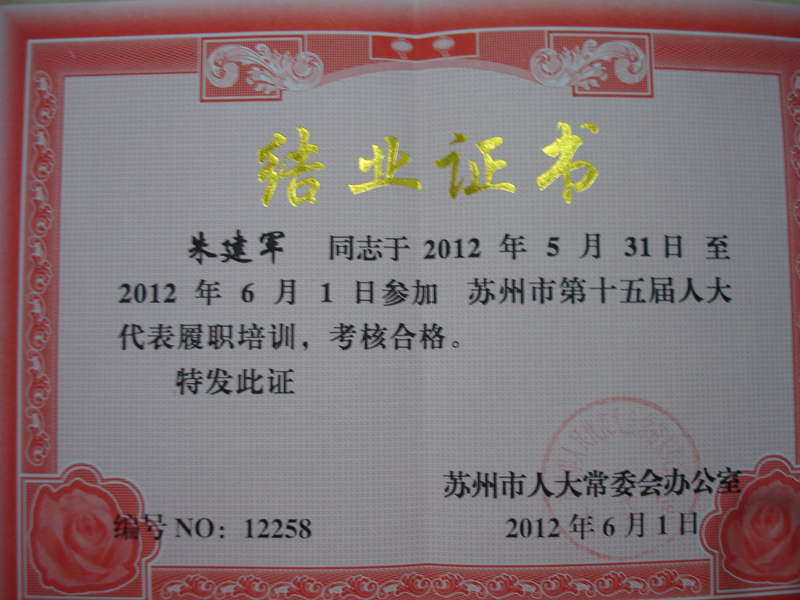 结业证书
朱建军 同志于 2012 年 5 月 31日 至
2012 年 6 月 1 日参加 苏州市第十五届人大
代表履职培训，考核合格。
特发此证
苏州市人大常委会办公室
编号 NO：12258
2012 年 6 月 1 日